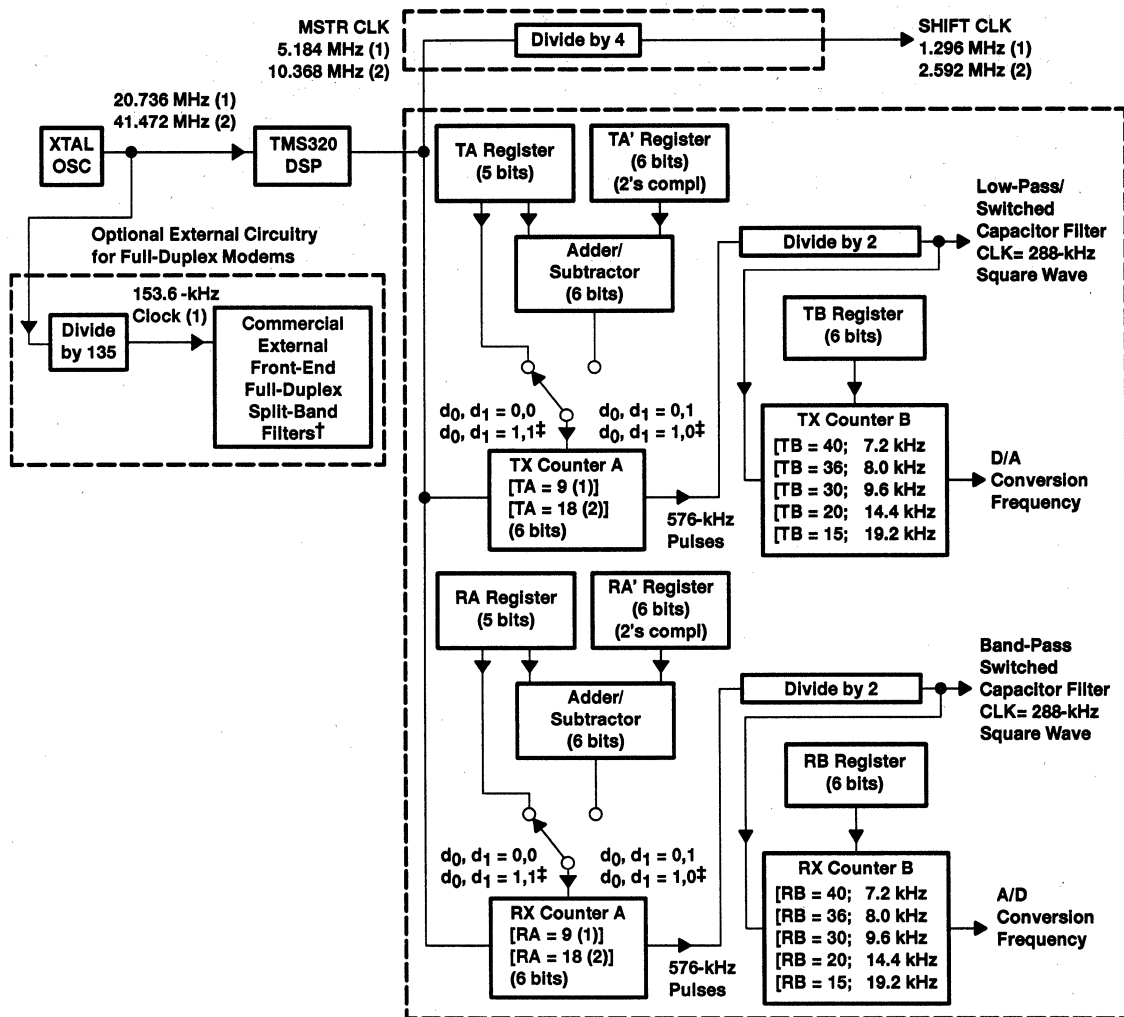 MSTR CLK
5.184 MHz (1)
10.368 MHz (2)
Divide by 4
SHIFT CLK
1.296 MHz (1)
2.592 MHz (2)
20.736 MHz (1)
41.472 MHz (2)
XTAL
OSC
TMS320
DSP
Optional External Circuitry
for Full-Duplex Modems
153.6 -kHz
Clock (1)
Divide
by 135
Commercial
External
Front-End
Full-Duplex
Split-Band
Filters†
TA Register
(5 bits)
TA' Register
(6 bits)
(2's compl)
Adder/
Subtractor
(6 bits)
d0, d1 = 0,0
d0, d1 = 1,1‡
d0, d1 = 0,1
d0, d1 = 1,0‡
TX Counter A
[TA = 9 (1)]
[TA = 18 (2)]
(6 bits)
576-kHz
Pulses
Divide by 2
Low-Pass/
Switched
Capacitor Filter
CLK= 288-kHz
Square Wave
TB Register
(6 bits)
TX Counter B
[TB = 40; 7.2 kHz
[TB = 36; 8.0 kHz
[TB = 30; 9.6 kHz
[TB = 20; 14.4 kHz
[TB = 15; 19.2 kHz
D/A
Conversion
Frequency
RA Register
(5 bits)
RA' Register
(6 bits)
(2's compl)
Adder/
Subtractor
(6 bits)
d0, d1 = 0,0
d0, d1 = 1,1‡
d0, d1 = 0,1
d0, d1 = 1,0‡
RX Counter A
[RA = 9 (1)]
[RA = 18 (2)]
(6 bits)
576-kHz
Pulses
Divide by 2
Band-Pass
Switched
Capacitor Filter
CLK= 288-kHz
Square Wave
RB Register
(6 bits)
RX Counter B
[RB = 40; 7.2 kHz
[RB = 36; 8.0 kHz
[RB = 30; 9.6 kHz
[RB = 20; 14.4 kHz
[RB = 15; 19.2 kHz
A/D
Conversion
Frequency